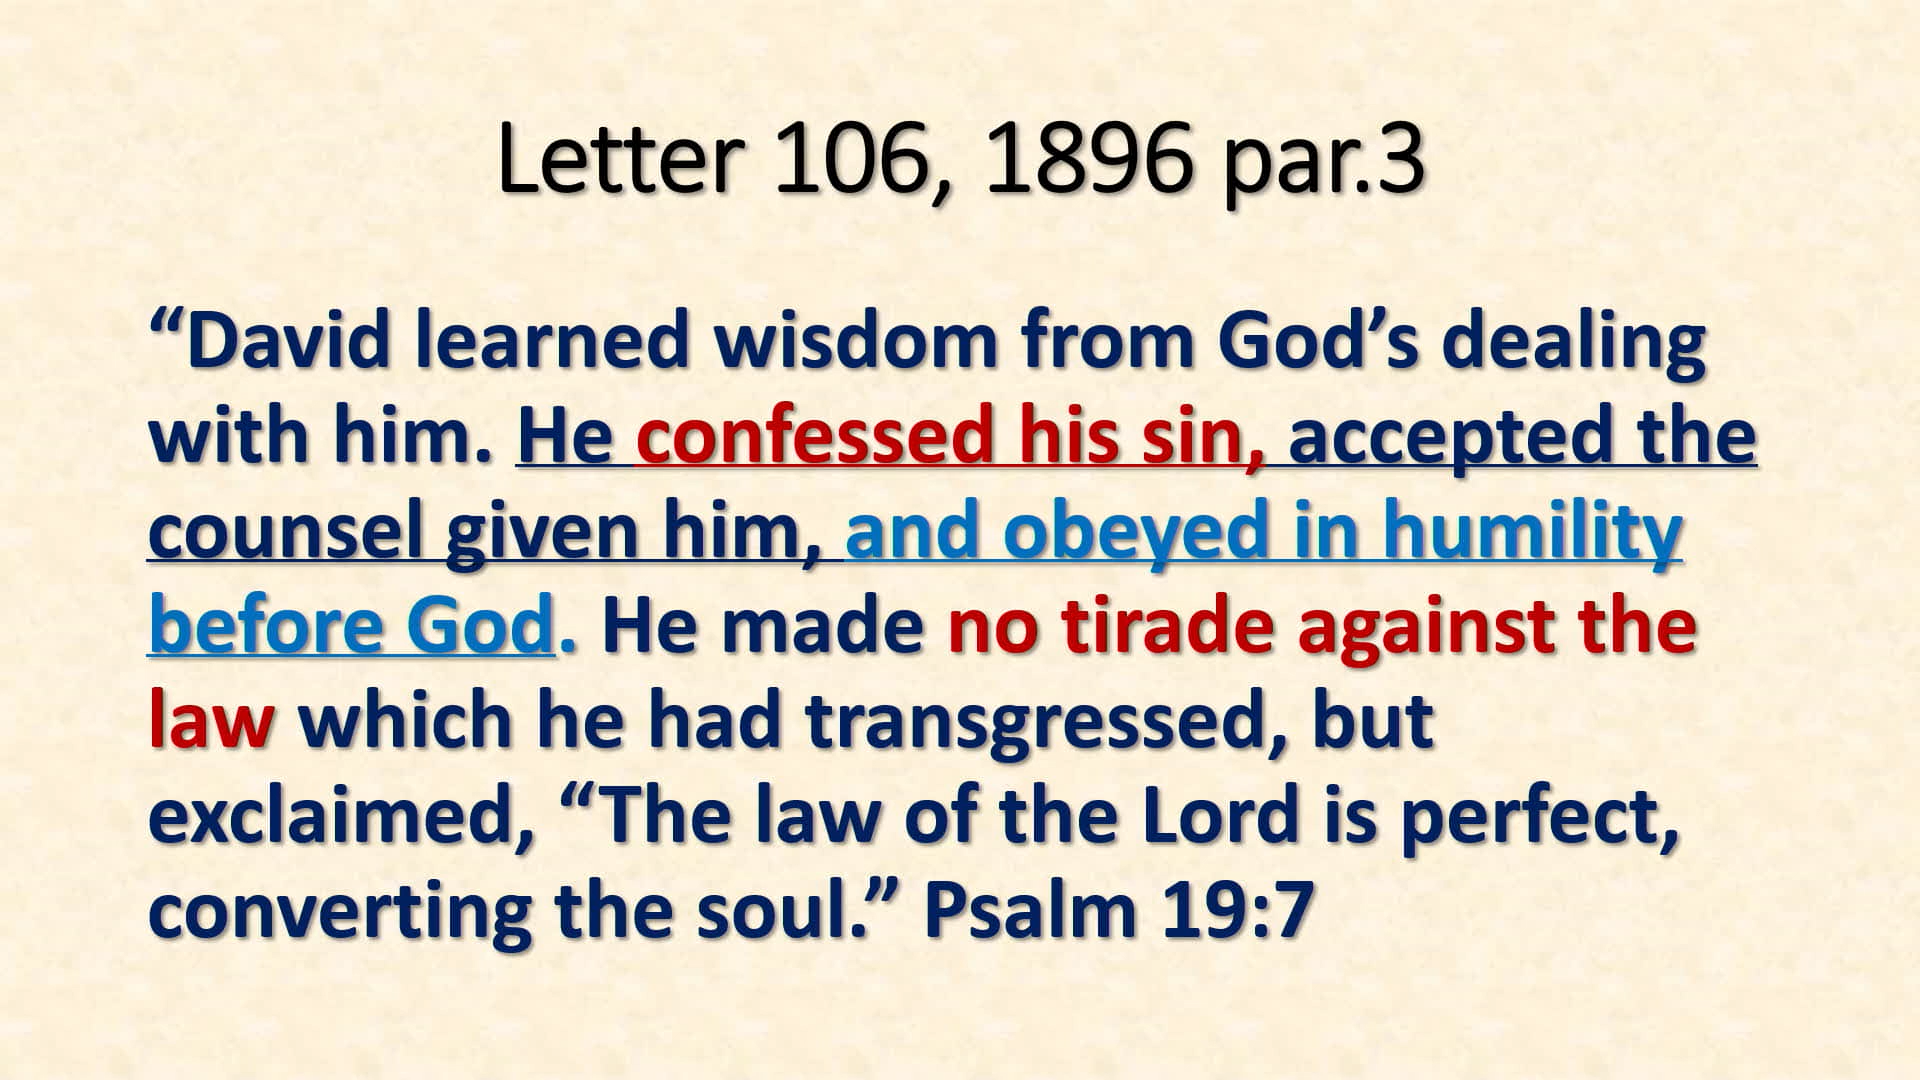 Letter 106, 1896 par.3
“David learned wisdom from God’s dealing
with him. He confessed his sin, accepted the
counsel given him, and obeyed in humility
before God. He made no tirade against the
law which he had transgressed, but
exclaimed, “The law of the Lord is perfect,
converting the soul.” Psalm 19:7